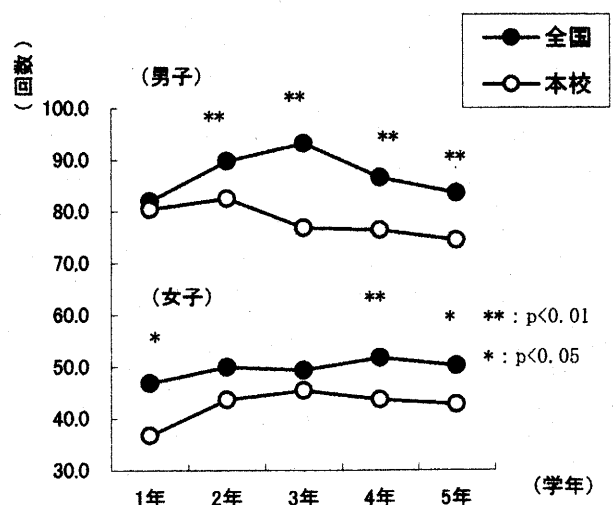 全国
本校
(回数)
(男子)
100.0
90.0
80.0
70.0
60.0
50.0
40.0
30.0
** ** ** **
(女子)
* ** *
** : p<0.01
* : p<0.05
1年 2年 3年 4年 5年
(学年)